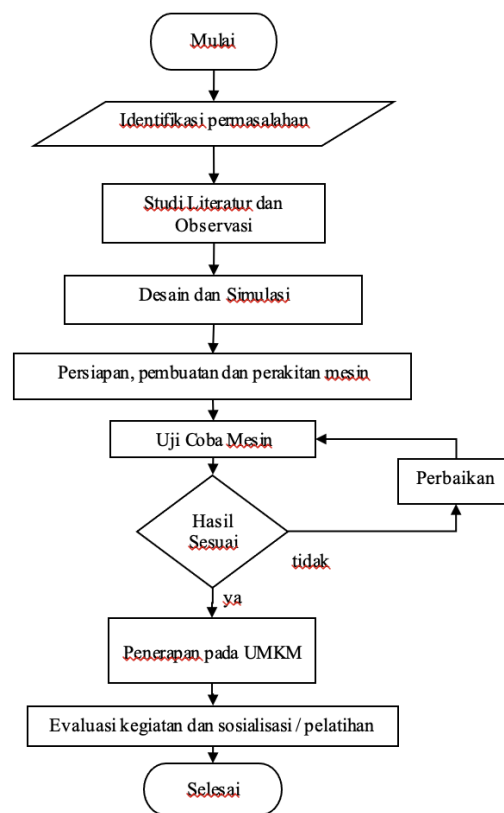 Mulai
Identifikasi permasalahan
Studi Literatur dan
Observasi
Desain dan Simulasi
Persiapan, pembuatan dan perakitan mesin
Uji Coba Mesin
Perbaikan
Hasil
Sesuai
tidak
ya
Penerapan pada UMKM
Evaluasi kegiatan dan sosialisasi / pelatihan
Selesai